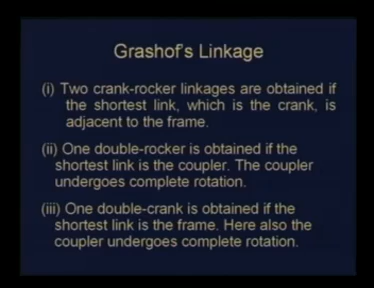 Grashof's Linkage
(i) Two crank-rocker linkages are obtained if
the shortest link, which is the crank, is
adjacent to the frame.
(ii) One double-rocker is obtained if the
shortest link is the coupler. The coupler
undergoes complete rotation.
(iii) One double-crank is obtained if the
shortest link is the frame. Here also the
coupler undergoes complete rotation.